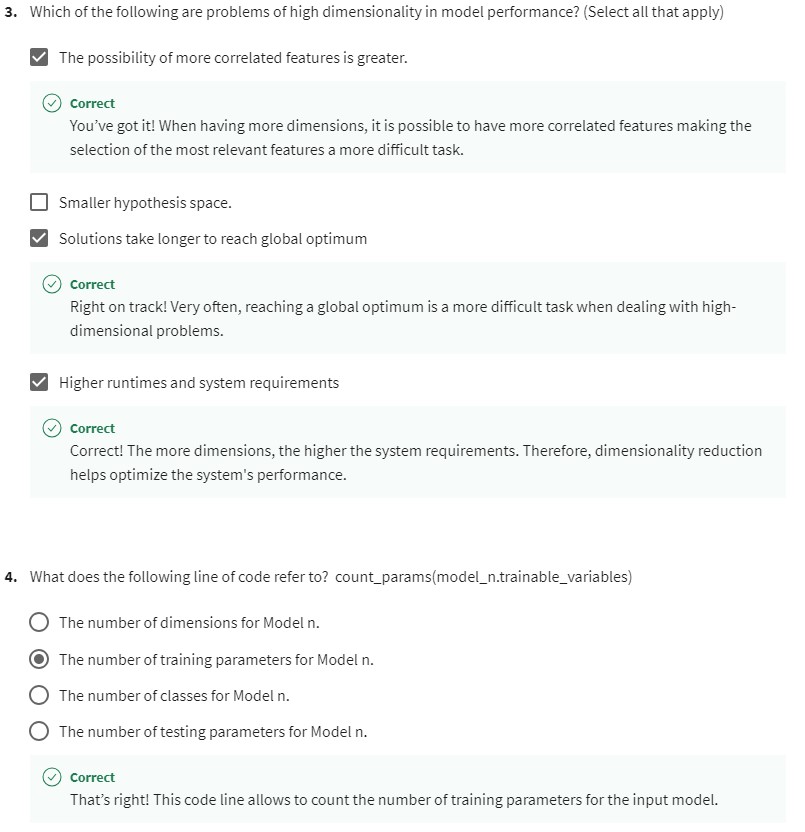 3. Which of the following are problems of high dimensionality in model performance? (Select all that apply)
The possibility of more correlated features is greater.
Correct
You've got it! When having more dimensions, it is possible to have more correlated features making the
selection of the most relevant features a more difficult task.
Smaller hypothesis space.
Solutions take longer to reach global optimum
Correct
Right on track! Very often, reaching a global optimum is a more difficult task when dealing with high-
dimensional problems.
Higher runtimes and system requirements
Correct
Correct! The more dimensions, the higher the system requirements. Therefore, dimensionality reduction
helps optimize the system's performance.
4. What does the following line of code refer to? count_params(model_n.trainable_variables)
The number of dimensions for Model n.
The number of training parameters for Model n.
The number of classes for Model n.
The number of testing parameters for Model n.
Correct
That's right! This code line allows to count the number of training parameters for the input model.